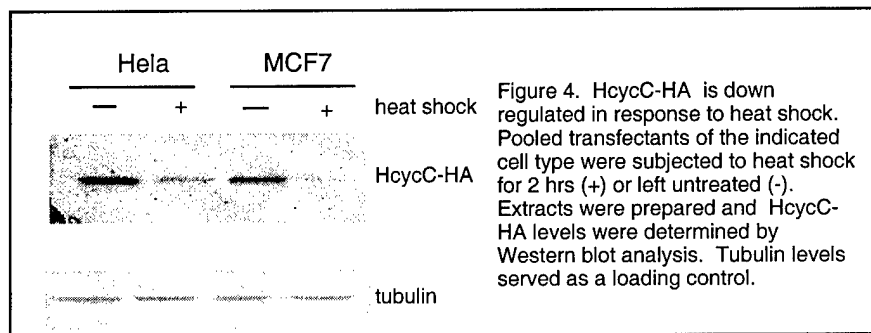 Hela MCF7
— + — + heat shock
HcycC-HA
tubulin
Figure 4. HcycC-HA is down
regulated in response to heat shock.
Pooled transfectants of the indicated
cell type were subjected to heat shock
for 2 hrs (+) or left untreated (-).
Extracts were prepared and HcycC-
HA levels were determined by
Western blot analysis. Tubulin levels
served as a loading control.